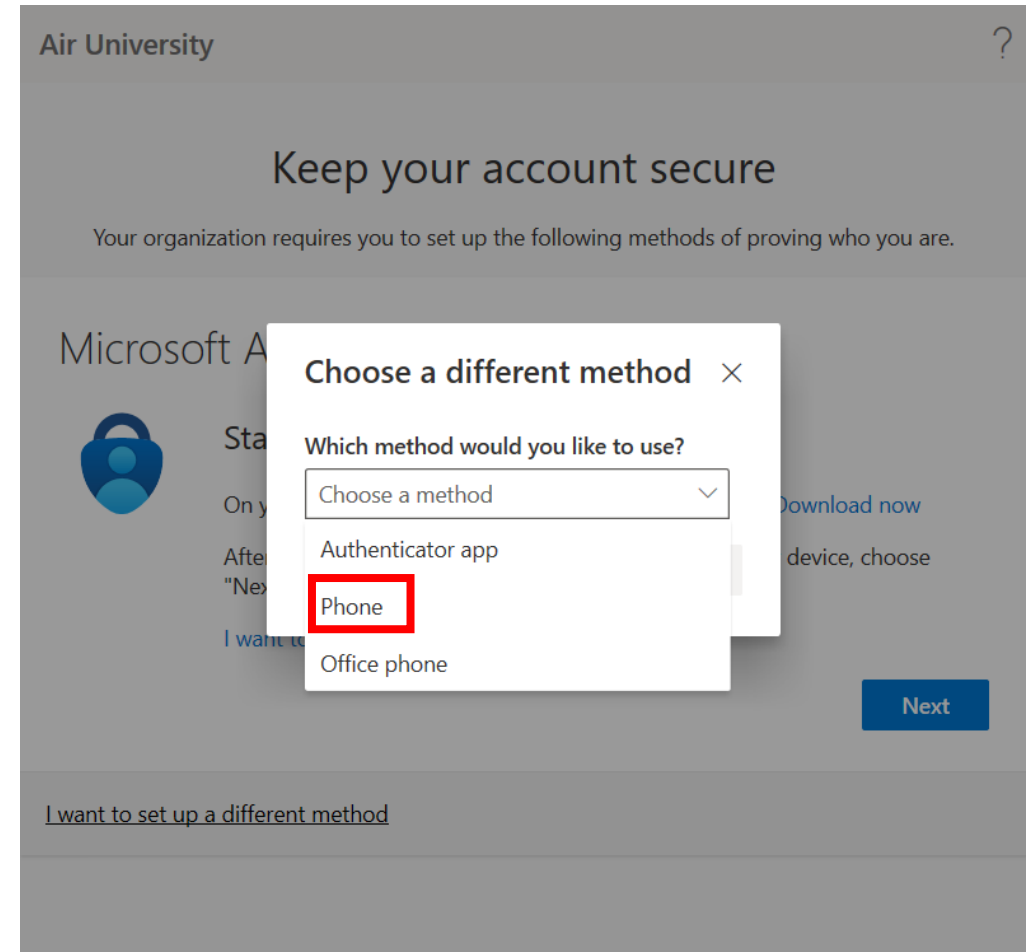 Air University
?
Keep your account secure
Your organization requires you to set up the following methods of proving who you are.
Microsoft A
Choose a different method
Sta
Which method would you like to use?
Choose a method
On y
Download now
Authenticator app
After
device, choose
"Nex
Phone
I want to
Office phone
Next
I want to set up a different method